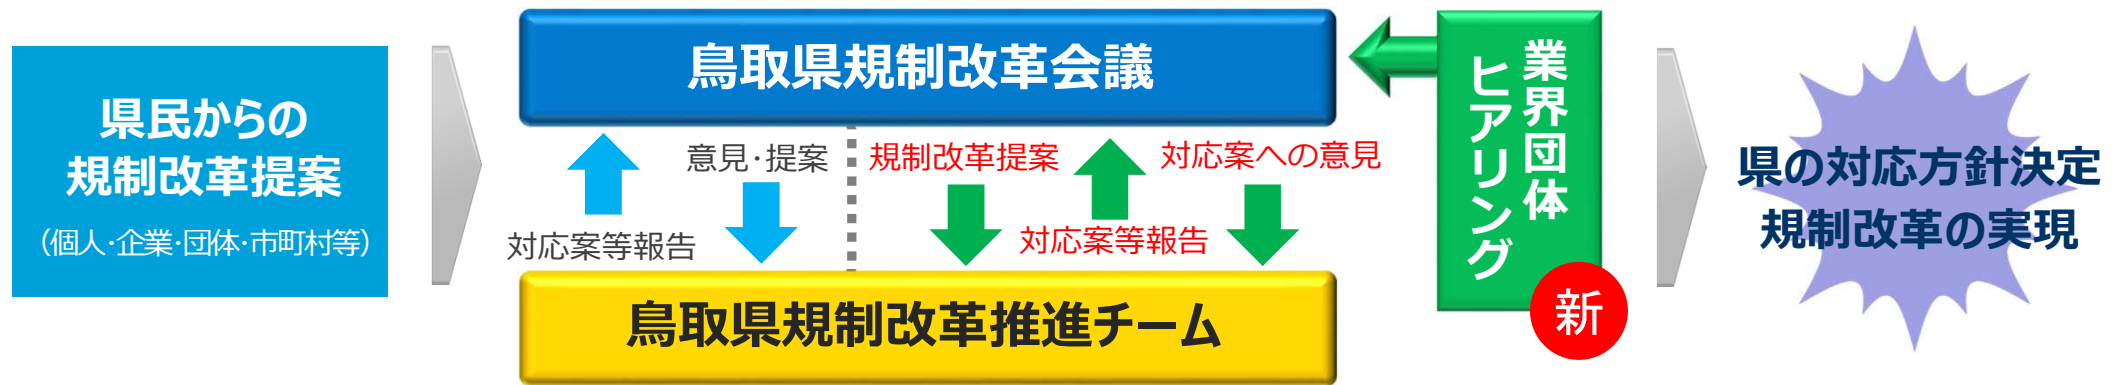 県民からの
規制改革提案
（個人・企業・団体・市町村等）
鳥取県規制改革会議
意見・提案
対応案等報告
規制改革提案
対応案等報告
対応案への意見
鳥取県規制改革推進チーム
業界団体
ヒアリング
新
県の対応方針決定
規制改革の実現